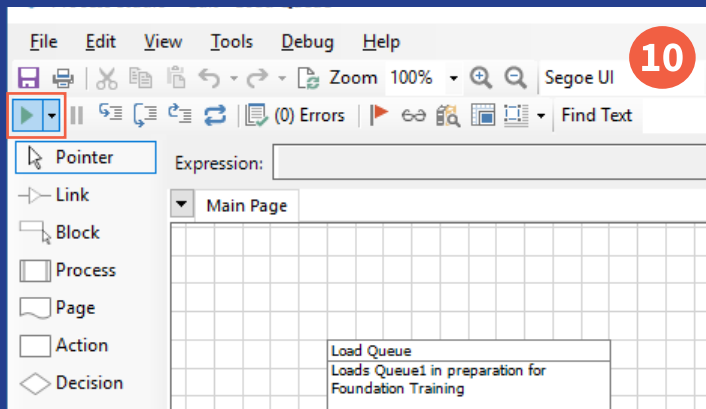 File Edit View Tools Debug Help
10
Zoom 100% Segoe UI
(0) Errors Find Text
Pointer
Expression:
Link
Main Page
Block
Process
Page
Action
Load Queue
Loads Queue1 in preparation for
Foundation Training
Decision